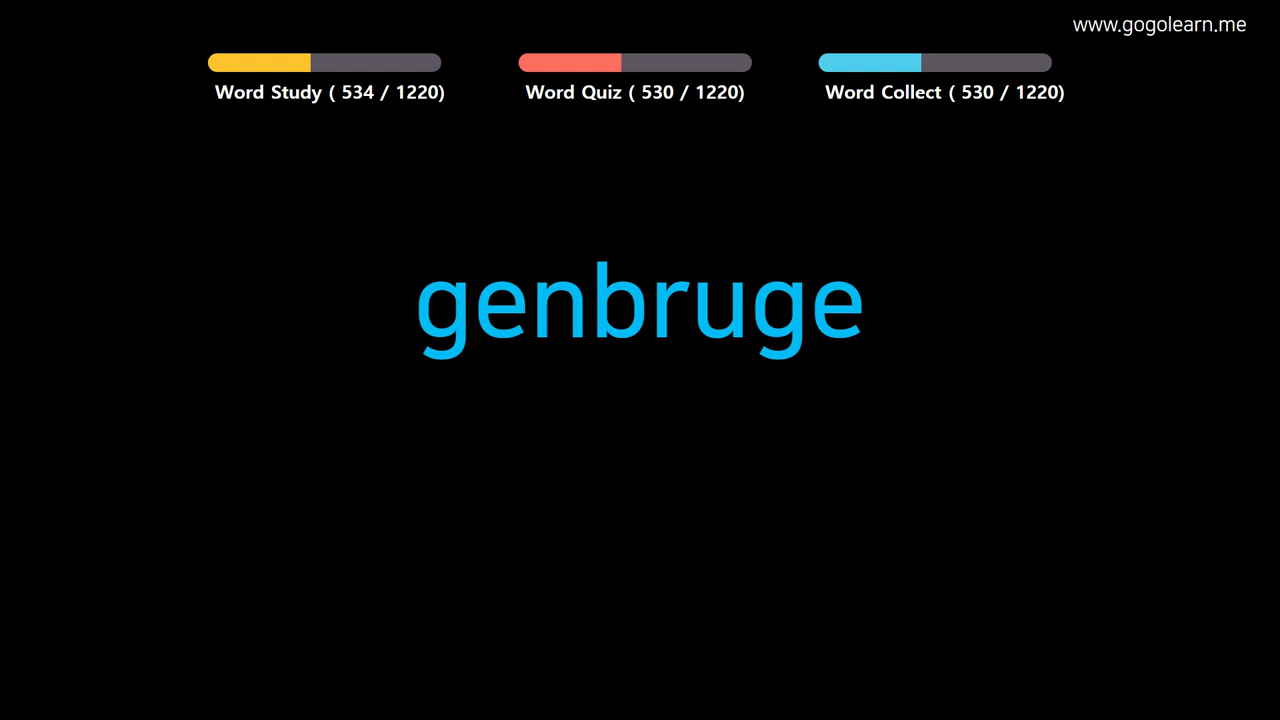 www.gogolearn.me
Word Study ( 534 / 1220)
Word Quiz ( 530 / 1220)
Word Collect ( 530 / 1220)
genbruge